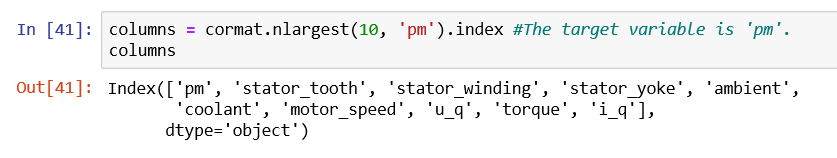 In [41]: columns = cormat.nlargest(10, 'pm').index #The target variable is 'pm'.
columns
Out[41]: Index(['pm', 'stator_tooth', 'stator_winding', 'stator_yoke', 'ambient',
'coolant', 'motor_speed', 'u_q', 'torque', 'i_q'],
dtype='object')